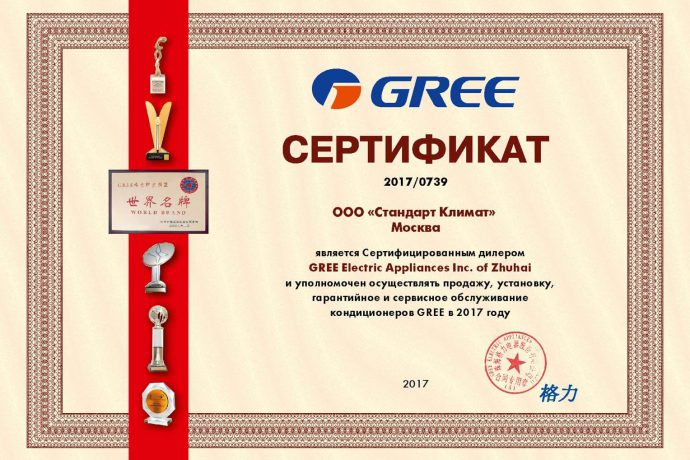 GREE
СЕРТИФИКАТ
2017/0739
ООО «Стандарт Климат»
Москва
является Сертифицированным дилером
GREE Electric Appliances Inc. of Zhuhai
и уполномочен осуществлять продажу, установку,
гарантийное и сервисное обслуживание
кондиционеров GREE в 2017 году
2017
格力
世界名牌
WORLD BRAND